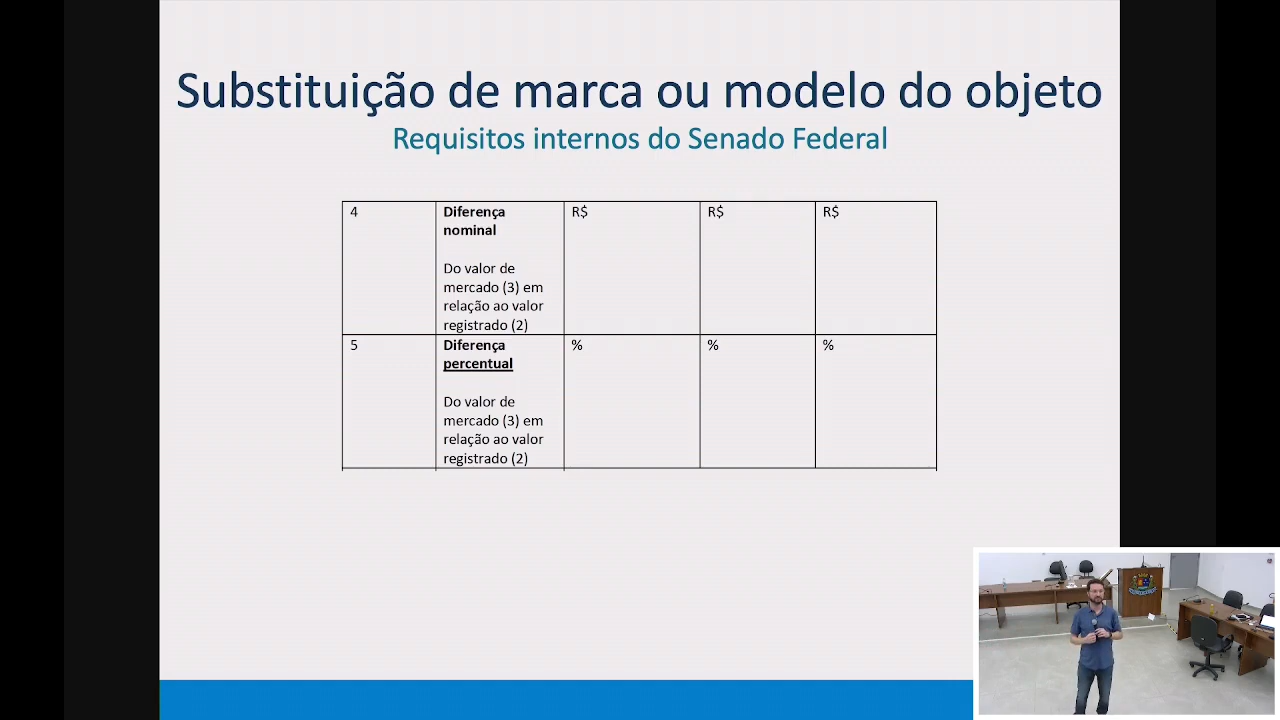 Substituição de marca ou modelo do objeto
Requisitos internos do Senado Federal
4
Diferença
nominal
Do valor de
mercado (3) em
relação ao valor
registrado (2)
R$
R$
R$
5
Diferença
percentual
Do valor de
mercado (3) em
relação ao valor
registrado (2)
%
%
%